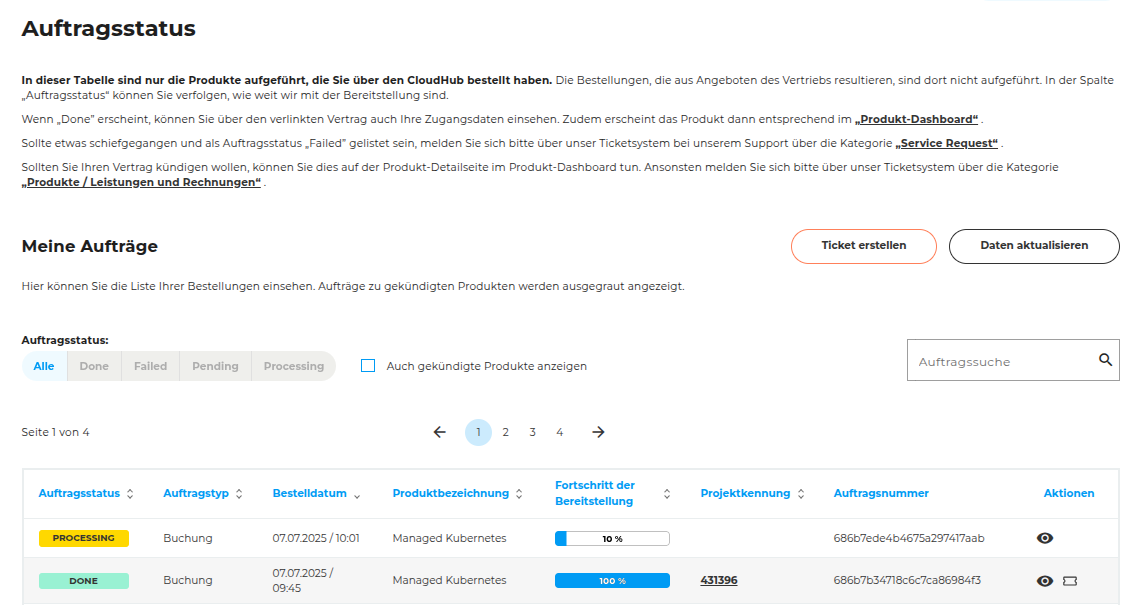 Auftragsstatus
In dieser Tabelle sind nur die Produkte aufgeführt, die Sie über den CloudHub bestellt haben. Die Bestellungen, die aus Angeboten des Vertriebs resultieren, sind dort nicht aufgeführt. In der Spalte
„Auftragsstatus“ können Sie verfolgen, wie weit wir mit der Bereitstellung sind.
Wenn „Done“ erscheint, können Sie über den verlinkten Vertrag auch Ihre Zugangsdaten einsehen. Zudem erscheint das Produkt dann entsprechend im „Produkt-Dashboard“ .
Sollte etwas schiefgegangen und als Auftragsstatus „Failed“ gelistet sein, melden Sie sich bitte über unser Ticketsystem bei unserem Support über die Kategorie „Service Request“ .
Sollten Sie Ihren Vertrag kündigen wollen, können Sie dies auf der Produkt-Detailseite im Produkt-Dashboard tun. Ansonsten melden Sie sich bitte über unser Ticketsystem über die Kategorie
„Produkte / Leistungen und Rechnungen“ .
Meine Aufträge
Ticket erstellen
Daten aktualisieren
Hier können Sie die Liste Ihrer Bestellungen einsehen. Aufträge zu gekündigten Produkten werden ausgegraut angezeigt.
Auftragsstatus:
Alle Done Failed Pending Processing
Auch gekündigte Produkte anzeigen
Auftragssuche
Seite 1 von 4
1 2 3 4
Auftragsstatus Auftragstyp Bestelldatum Produktbezeichnung Fortschritt der
Bereitstellung Projektkennung Auftragsnummer Aktionen
PROCESSING Buchung 07.07.2025 / 10:01 Managed Kubernetes 10 % 686b7ede4b4675a297417aab
DONE Buchung 07.07.2025 /
09:45 Managed Kubernetes 100 % 431396 686b7b34718c6c7ca86984f3